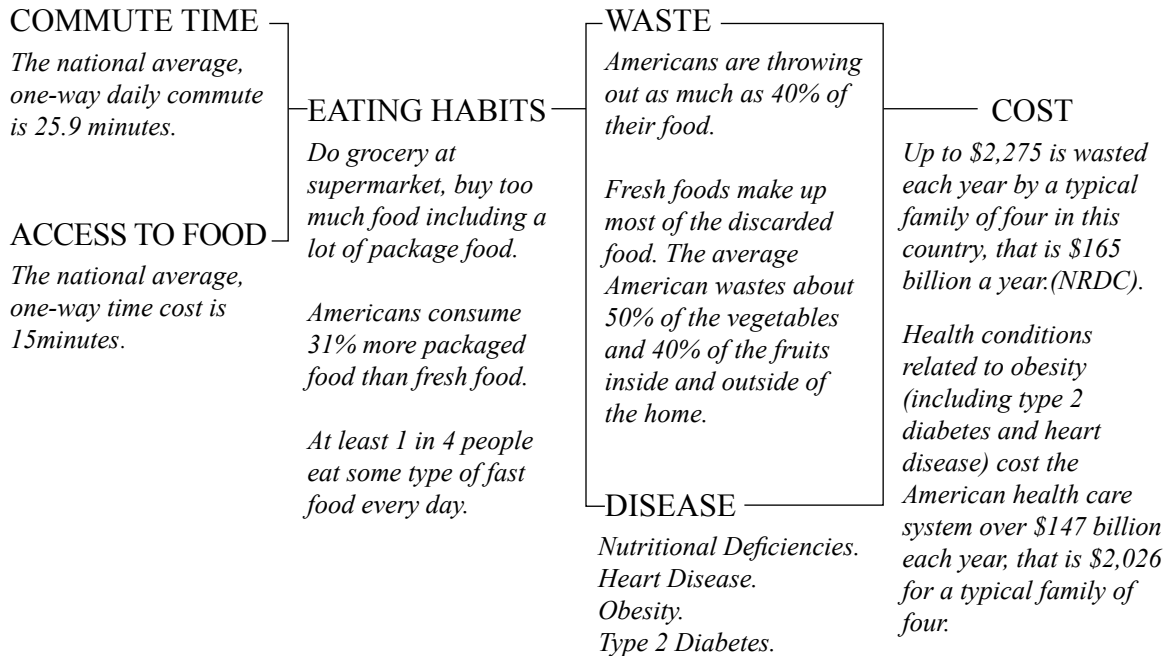 COMMUTE TIME
The national average,
one-way daily commute
is 25.9 minutes.
ACCESS TO FOOD
The national average,
one-way time cost is
15minutes.
EATING HABITS
Do grocery at
supermarket, buy too
much food including a
lot of package food.
Americans consume
31% more packaged
food than fresh food.
At least 1 in 4 people
eat some type of fast
food every day.
WASTE
Americans are throwing
out as much as 40% of
their food.
Fresh foods make up
most of the discarded
food. The average
American wastes about
50% of the vegetables
and 40% of the fruits
inside and outside of
the home.
DISEASE
Nutritional Deficiencies.
Heart Disease.
Obesity.
Type 2 Diabetes.
COST
Up to $2,275 is wasted
each year by a typical
family of four in this
country, that is $165
billion a year.(NRDC).
Health conditions
related to obesity
(including type 2
diabetes and heart
disease) cost the
American health care
system over $147 billion
each year, that is $2,026
for a typical family of
four.